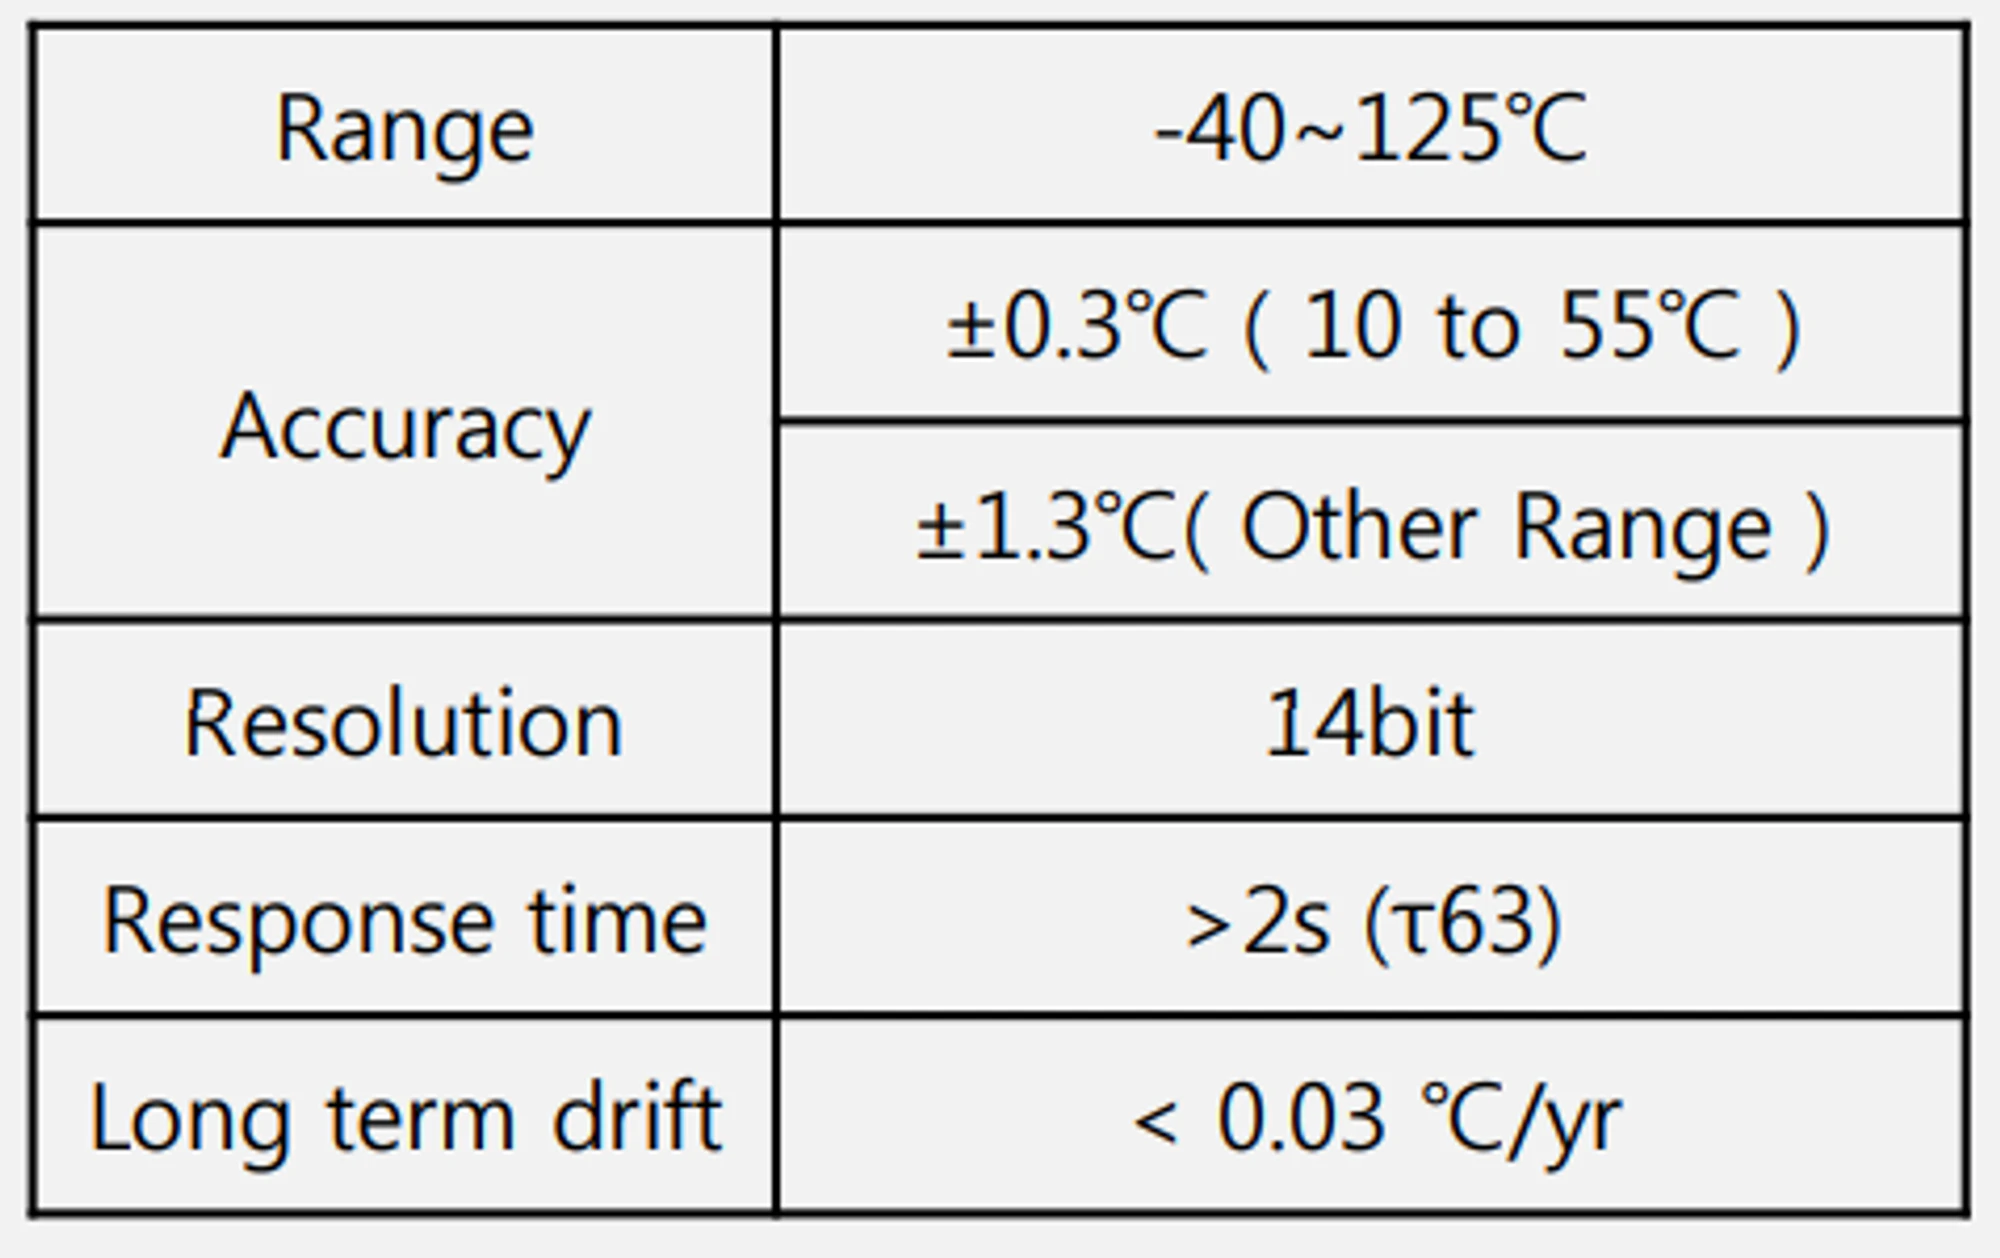 Range
-40~125℃
Accuracy
±0.3℃ ( 10 to 55℃ )
±1.3℃( Other Range )
Resolution
14bit
Response time
>2s (τ63)
Long term drift
< 0.03 ℃/yr